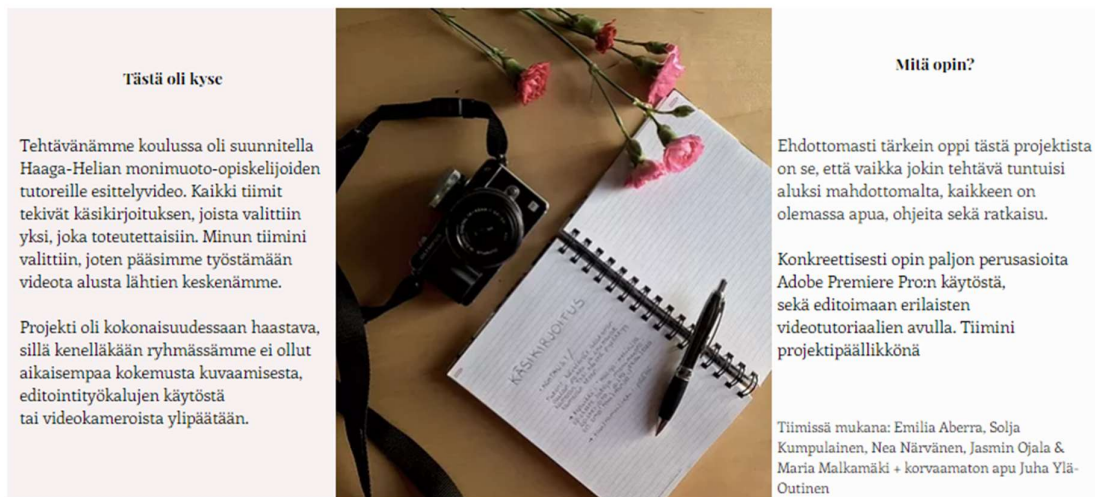 Tästä oli kyse
Tehtävänämme koulussa oli suunnitella
Haaga-Helian monimuoto-opiskelijoiden
tutoreille esittelyvideo. Kaikki tiimit
tekivät käsikirjoituksen, joista valittiin
yksi, joka toteutettaisiin. Minun tiimini
valittiin, joten pääsimme työstämään
videota alusta lähtien keskenämme.
Projekti oli kokonaisuudessaan haastava,
sillä kenelläkään ryhmässämme ei ollut
aikaisempaa kokemusta kuvaamisesta,
editointityökalujen käytöstä
tai videokameroista ylipäätään.
KÄSIKIRJOITUS
Mitä opin?
Ehdottomasti tärkein oppi tästä projektista
on se, että vaikka jokin tehtävä tuntuisi
aluksi mahdottomalta, kaikkeen on
olemassa apua, ohjeita sekä ratkaisu.
Konkreettisesti opin paljon perusasioita
Adobe Premiere Pro:n käytöstä,
sekä editoimaan erilaisten
videotutoriaalien avulla. Tiimini
projektipäällikkönä
Tiimissä mukana: Emilia Aberra, Solja
Kumpulainen, Nea Närvänen, Jasmin Ojala &
Maria Malkamäki + korvaamaton apu Juha Ylä-
Outinen